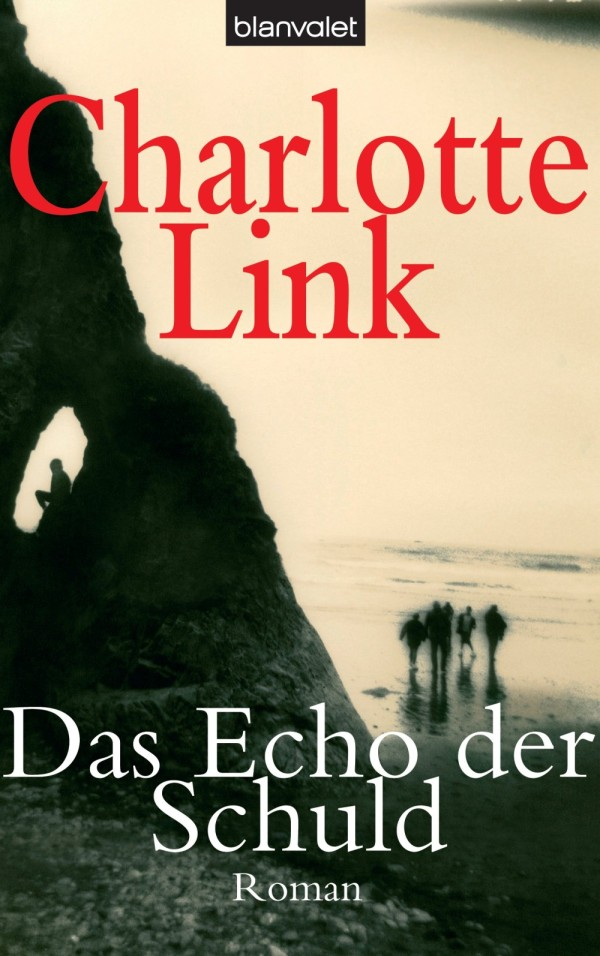 blanvalet
Charlotte
Link
Das Echo der
Schuld
Roman